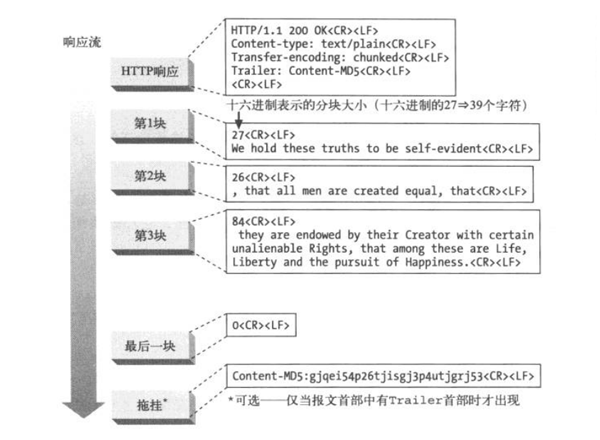 响应流
HTTP响应
HTTP/1.1 200 OK<CR><LF>
Content-type: text/plain<CR><LF>
Transfer-encoding: chunked<CR><LF>
Trailer: Content-MD5<CR><LF>
<CR><LF>
十六进制表示的分块大小（十六进制的27⇒39个字符）
第1块
27<CR><LF>
We hold these truths to be self-evident<CR><LF>
第2块
26<CR><LF>
, that all men are created equal, that<CR><LF>
第3块
84<CR><LF>
they are endowed by their Creator with certain
unalienable Rights, that among these are Life,
Liberty and the pursuit of Happiness.<CR><LF>
最后一块
0<CR><LF>
拖挂*
Content-MD5:gjqei54p26tjisgj3p4utjgrj53<CR><LF>
*可选——仅当报文首部中有Trailer首部时才出现